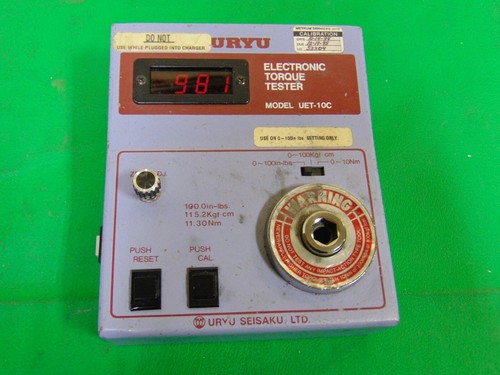 DO NOT
USE WHILE PLUGGED INTO CHARGER
URYU
CALIBRATION
ELECTRONIC
TORQUE
TESTER
MODEL UET-10C
981
USE ON 0-100in lbs. SETTING ONLY
0-100Kgf·cm
0-100in-lbs 0-10Nm
100.0in-lbs
115.2Kgf·cm
11.30Nm
WARRING
PUSH
RESET
PUSH
CAL
URYU SEISAKU, LTD.